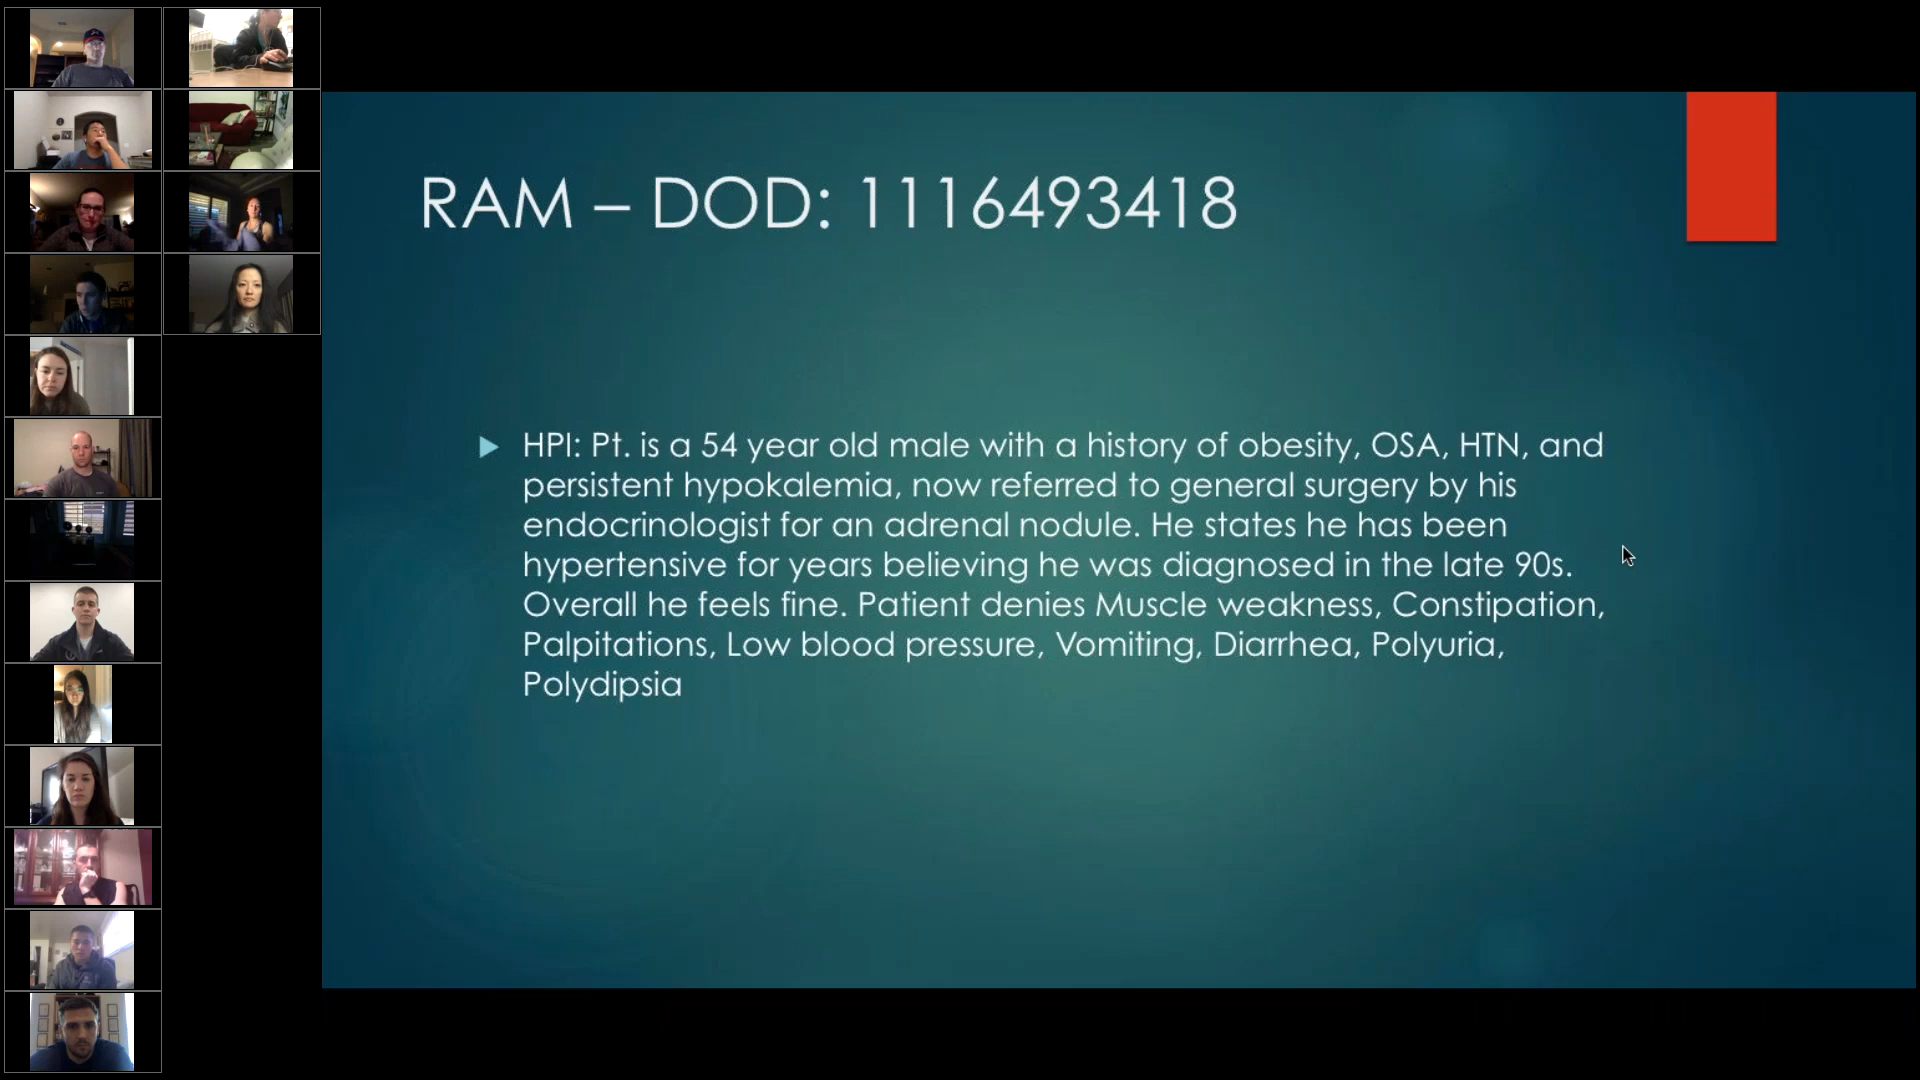 RAM – DOD: 1116493418
HPI: Pt. is a 54 year old male with a history of obesity, OSA, HTN, and
persistent hypokalemia, now referred to general surgery by his
endocrinologist for an adrenal nodule. He states he has been
hypertensive for years believing he was diagnosed in the late 90s.
Overall he feels fine. Patient denies Muscle weakness, Constipation,
Palpitations, Low blood pressure, Vomiting, Diarrhea, Polyuria,
Polydipsia